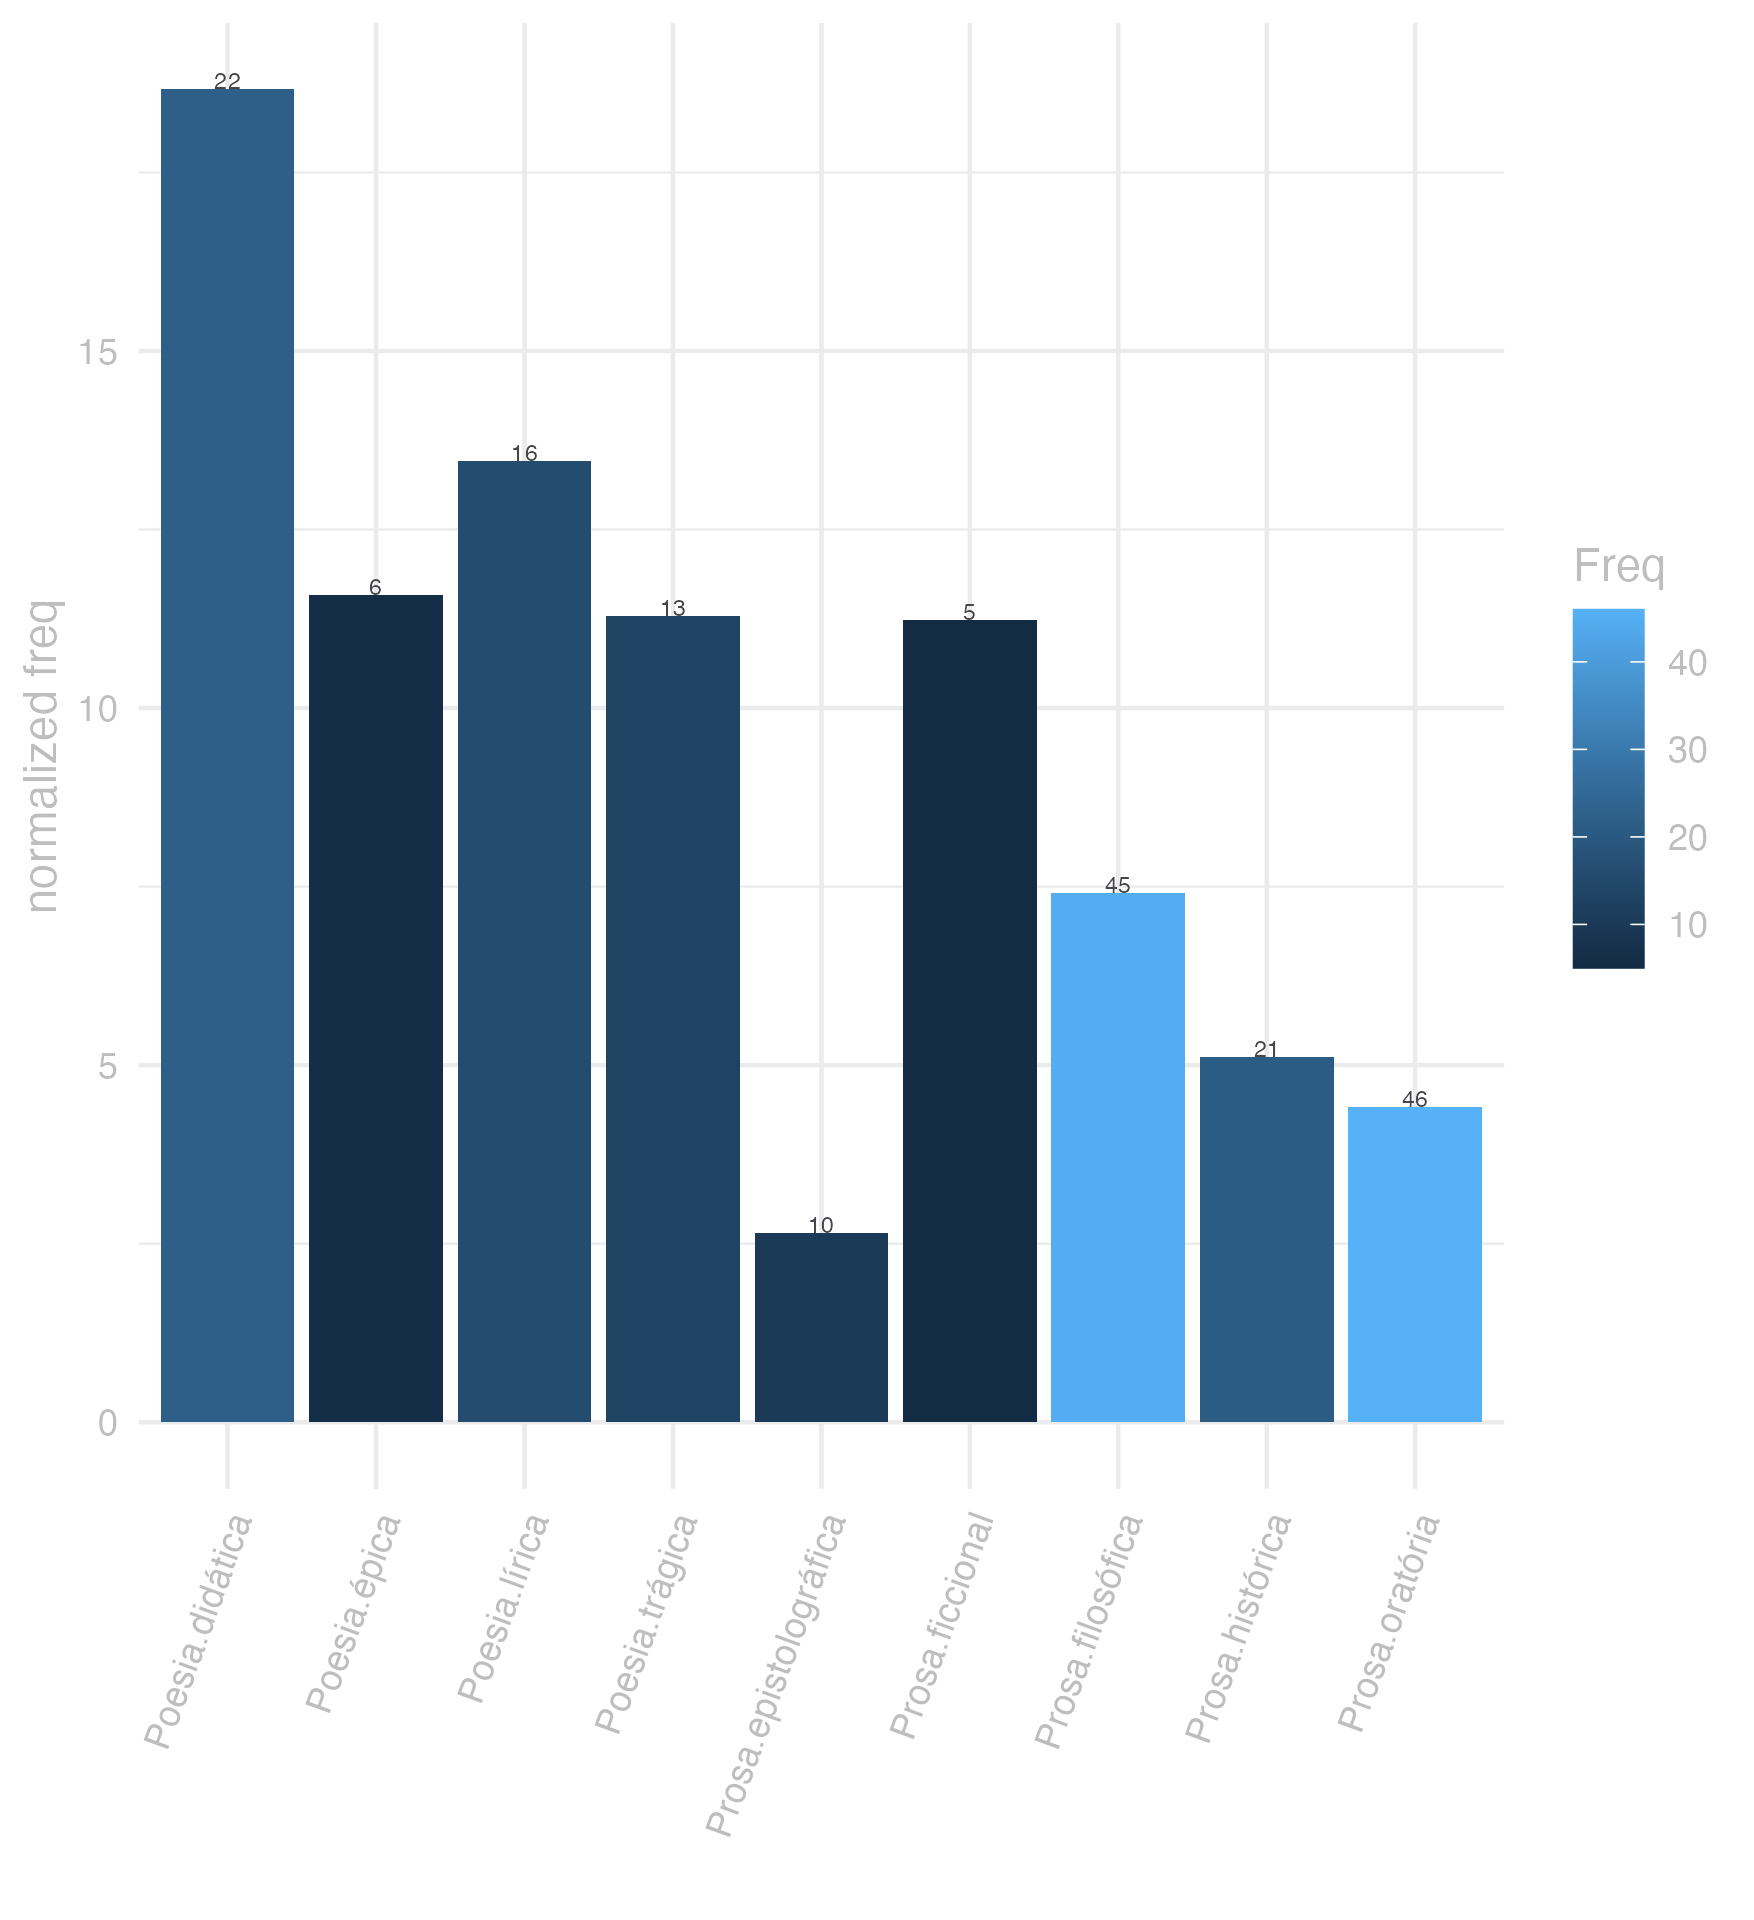 22
16
6
13
5
45
21
46
10
normalized freq
15
10
5
0
Poesia.didática
Poesia.épica
Poesia.lírica
Poesia.trágica
Prosa.epistolográfica
Prosa.ficcional
Prosa.filosófica
Prosa.histórica
Prosa.oratória
Freq
40
30
20
10